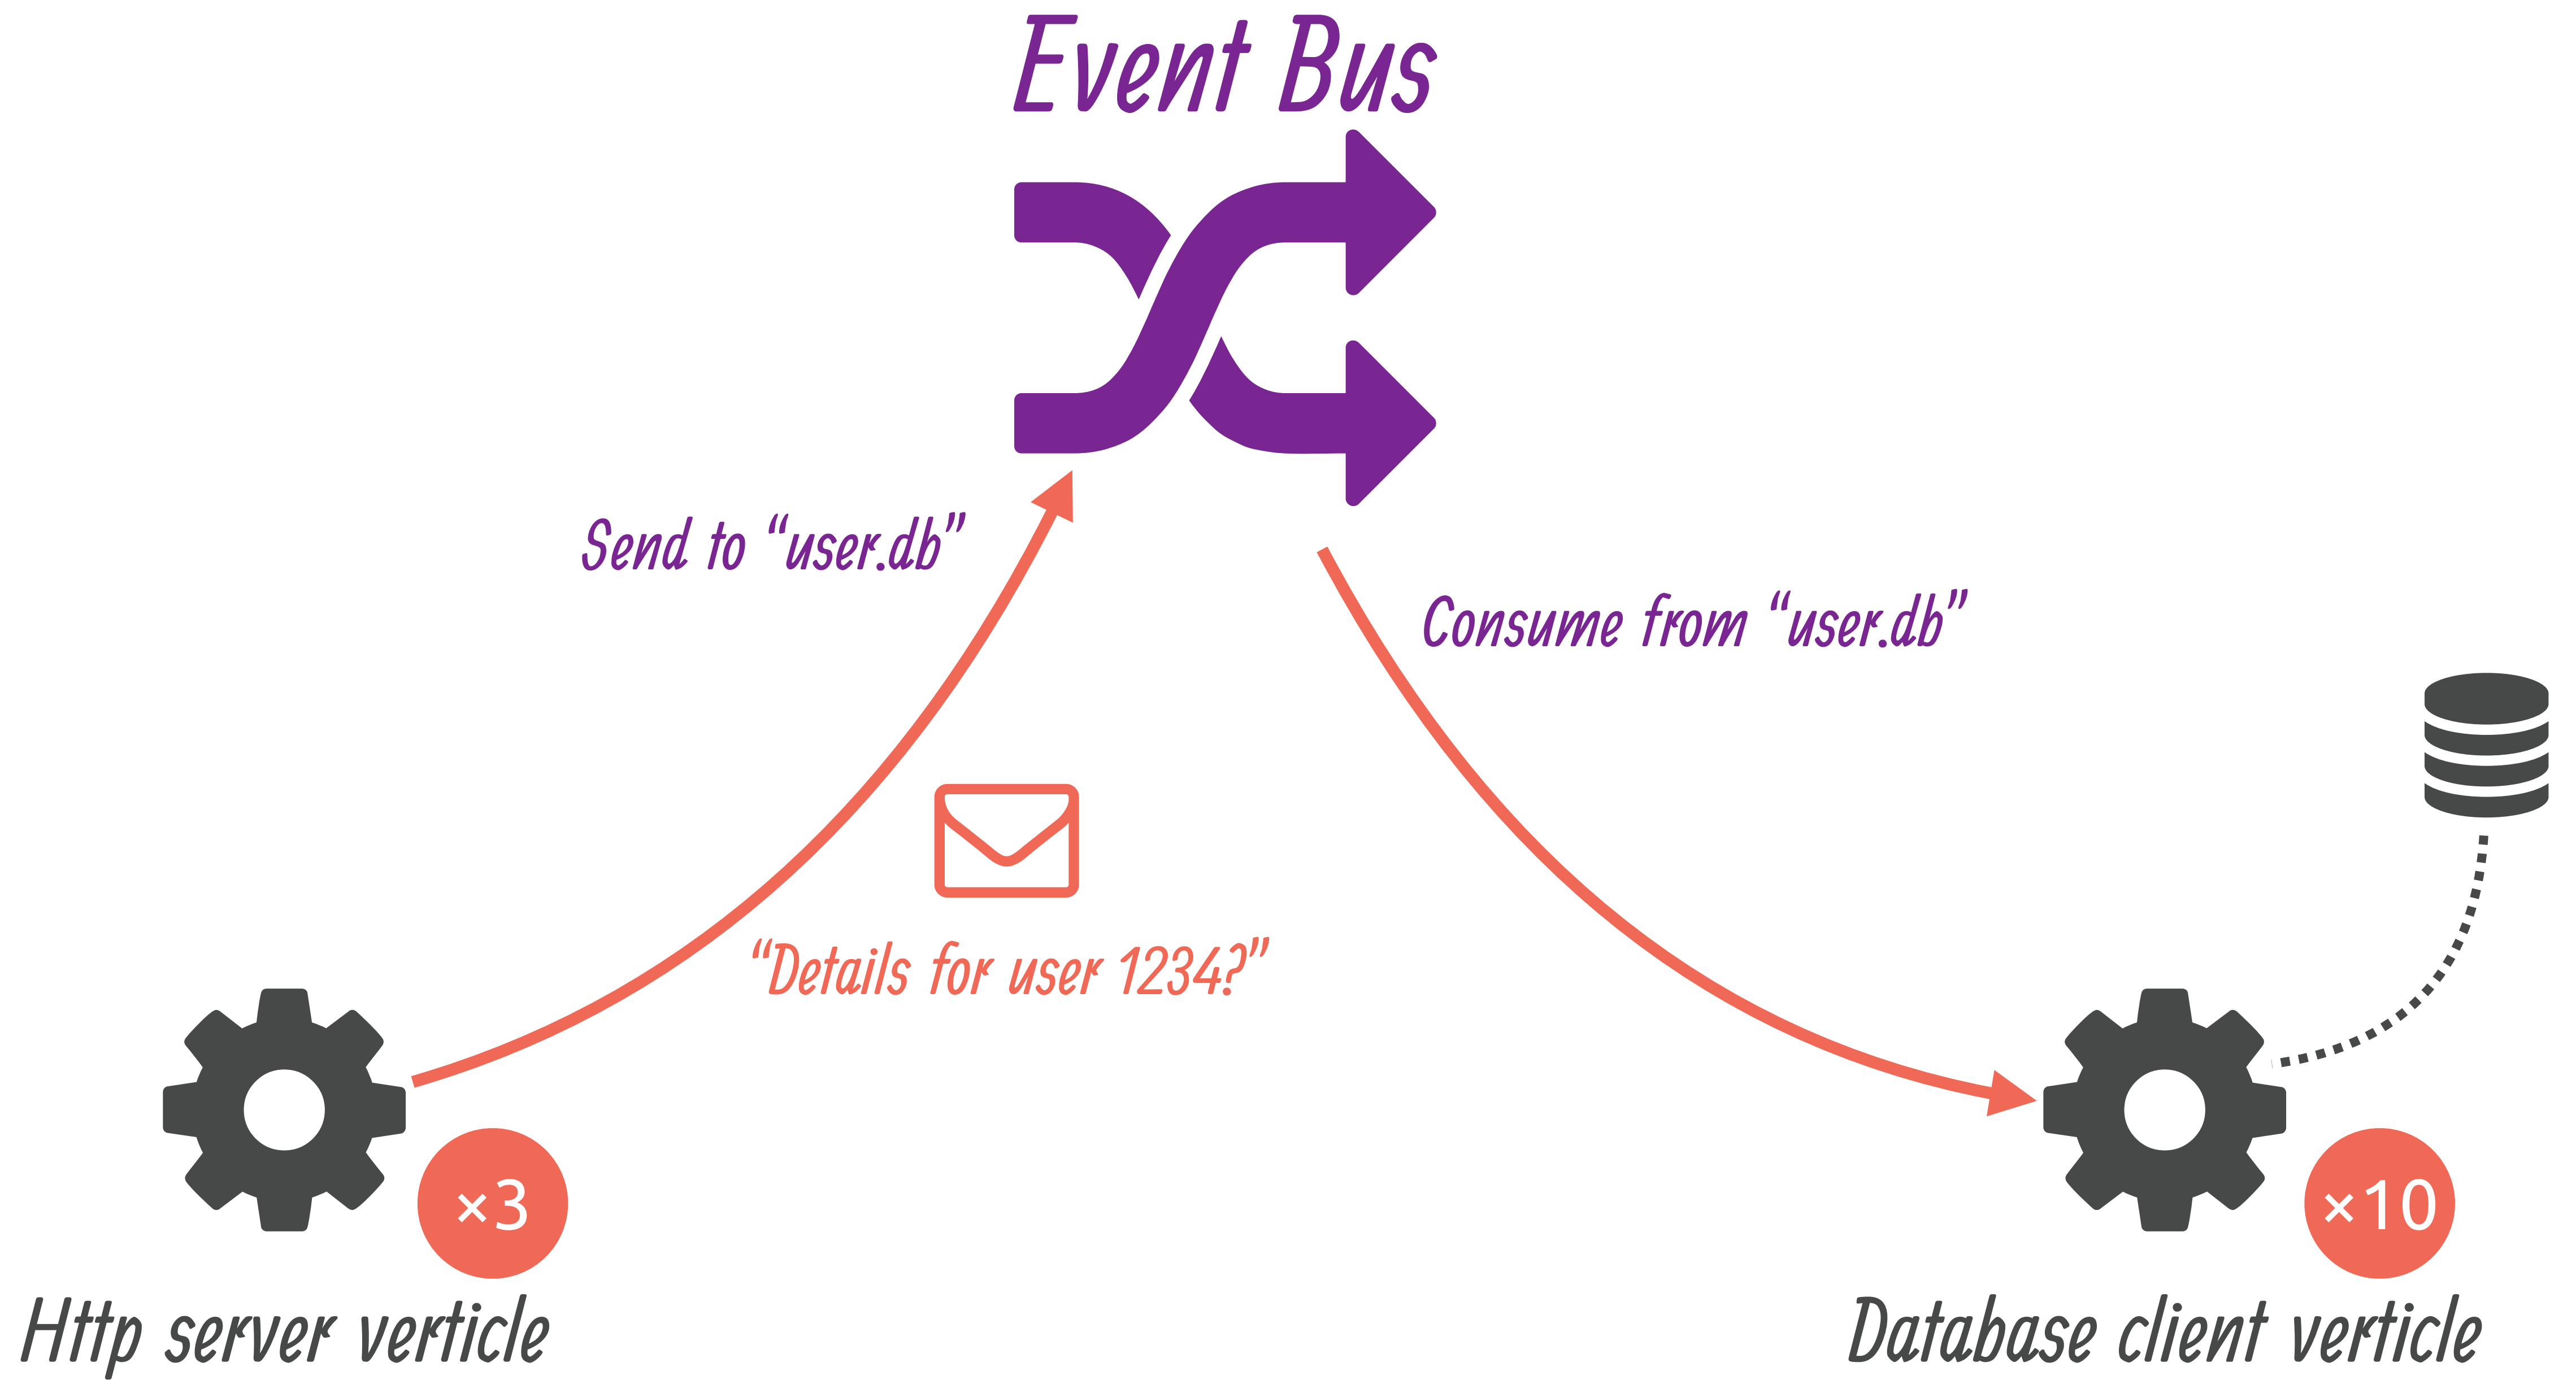 Event Bus
Send to “user.db”
Consume from “user.db”
“Details for user 1234?”
×3
×10
Http server verticle
Database client verticle